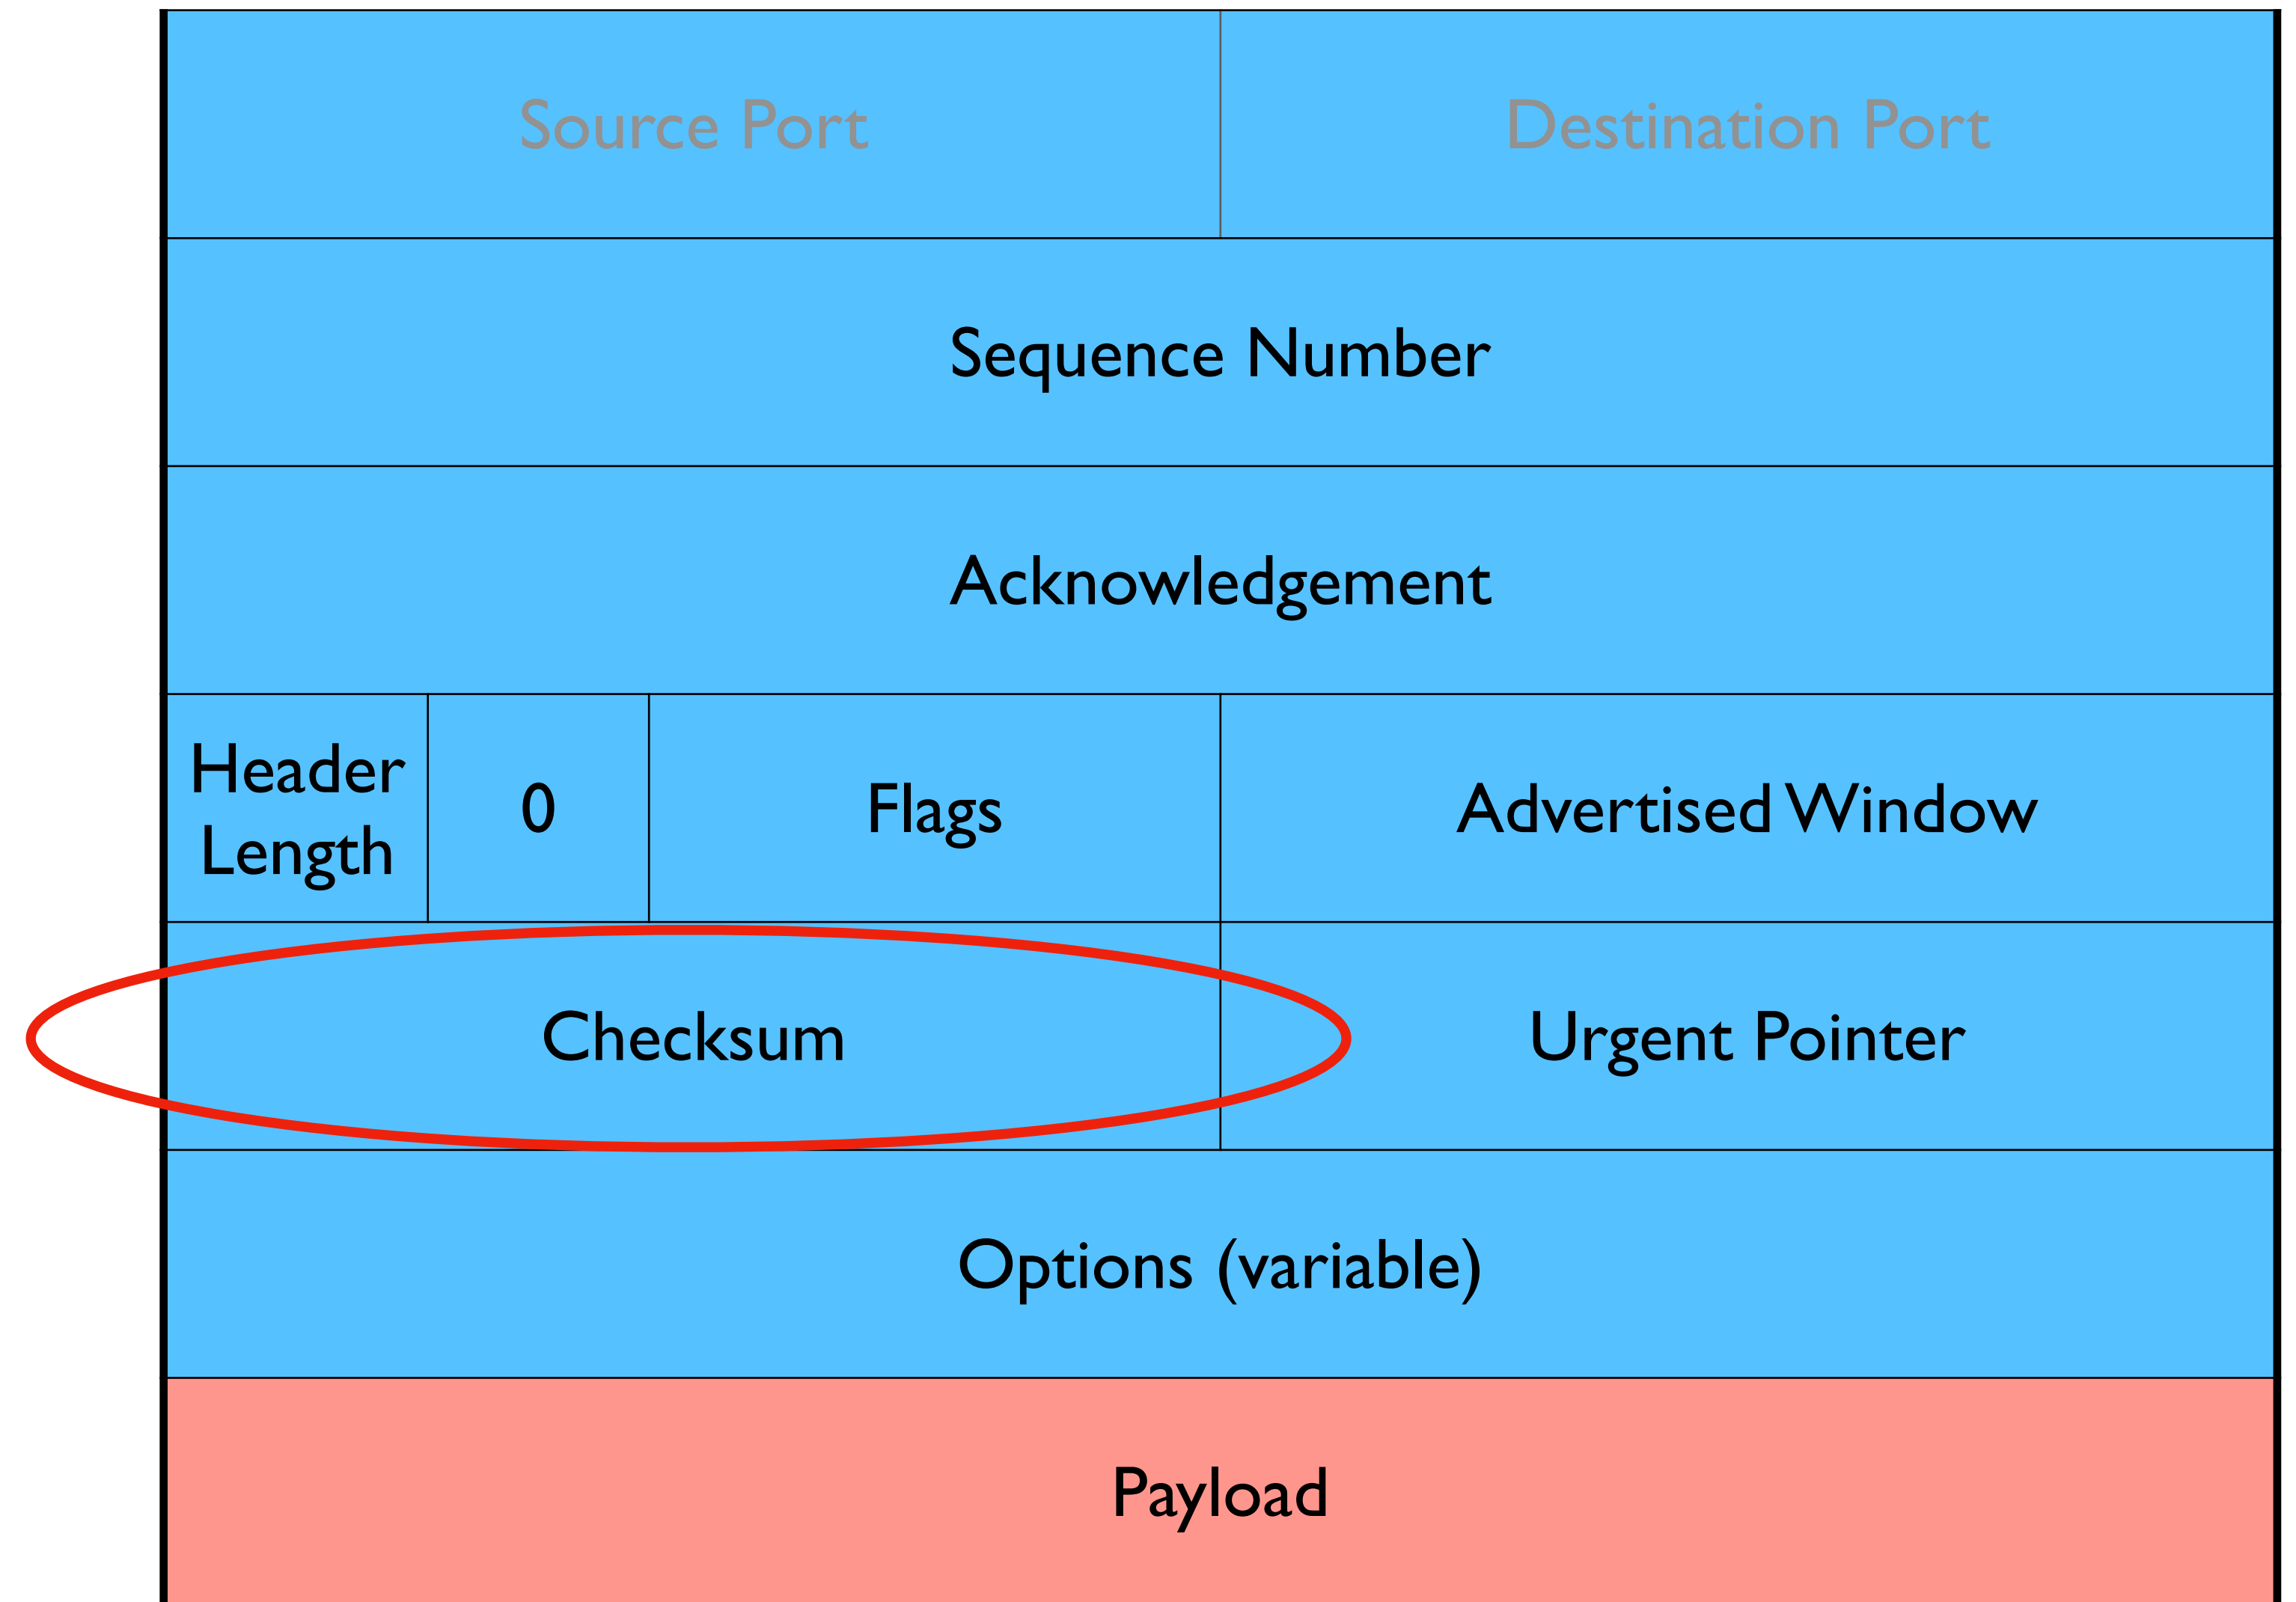 Source Port
Destination Port
Sequence Number
Acknowledgement
Header
Length
0
Flags
Advertised Window
Checksum
Urgent Pointer
Options (variable)
Payload